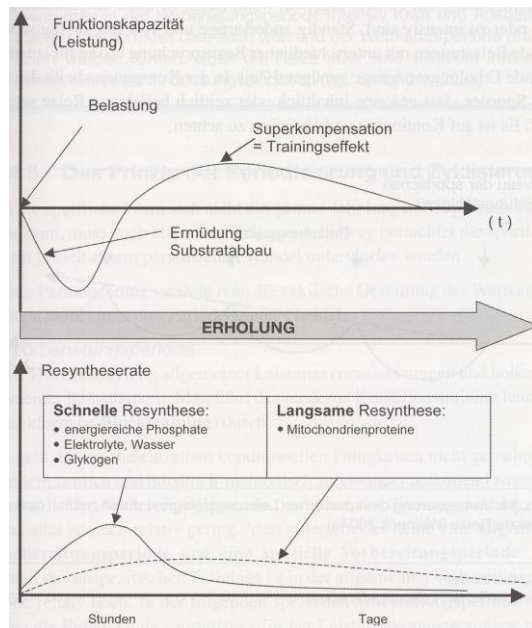 Funktionskapazität
(Leistung)
Belastung
Superkompensation
= Trainingseffekt
( t )
Ermüdung
Substratabbau
ERHOLUNG
Resyntheserate
Schnelle Resynthese:
• energiereiche Phosphate
• Elektrolyte, Wasser
• Glykogen
Langsame Resynthese:
• Mitochondrienproteine
Stunden
Tage